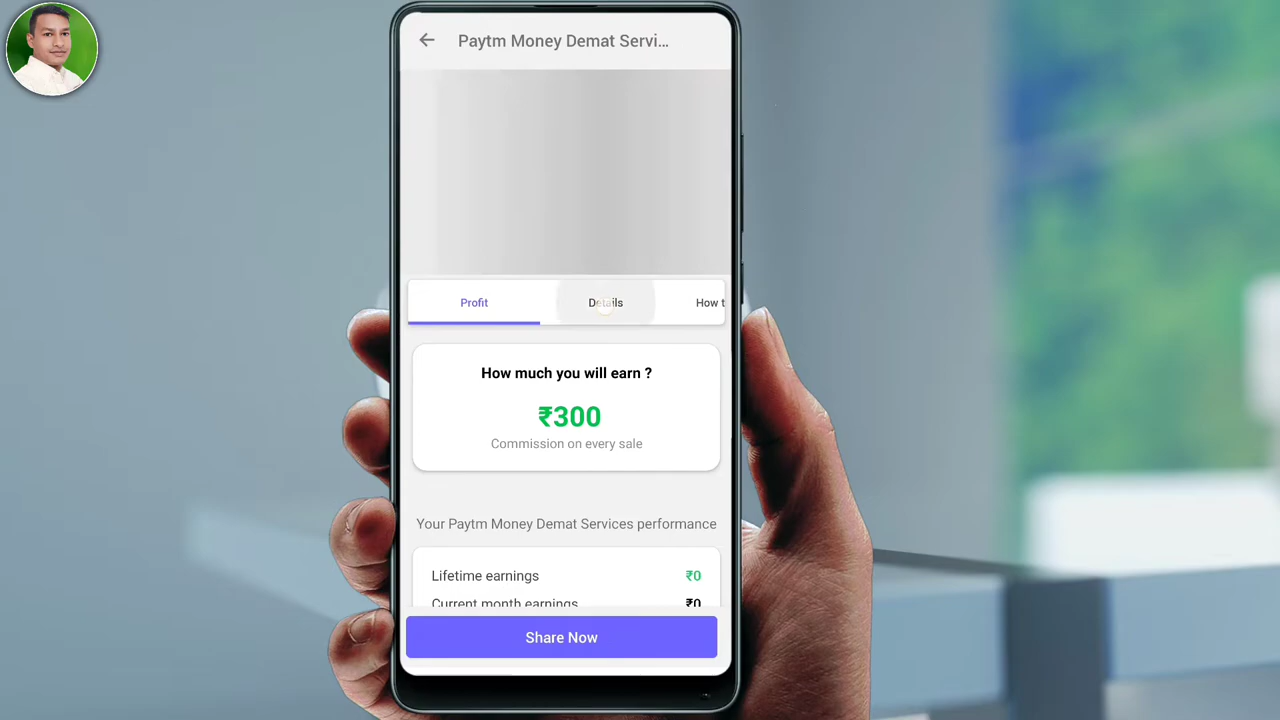 Paytm Money Demat Servi...
Profit
Details
How t
How much you will earn ?
₹300
Commission on every sale
Your Paytm Money Demat Services performance
Lifetime earnings ₹0
Current month earnings ₹0
Share Now